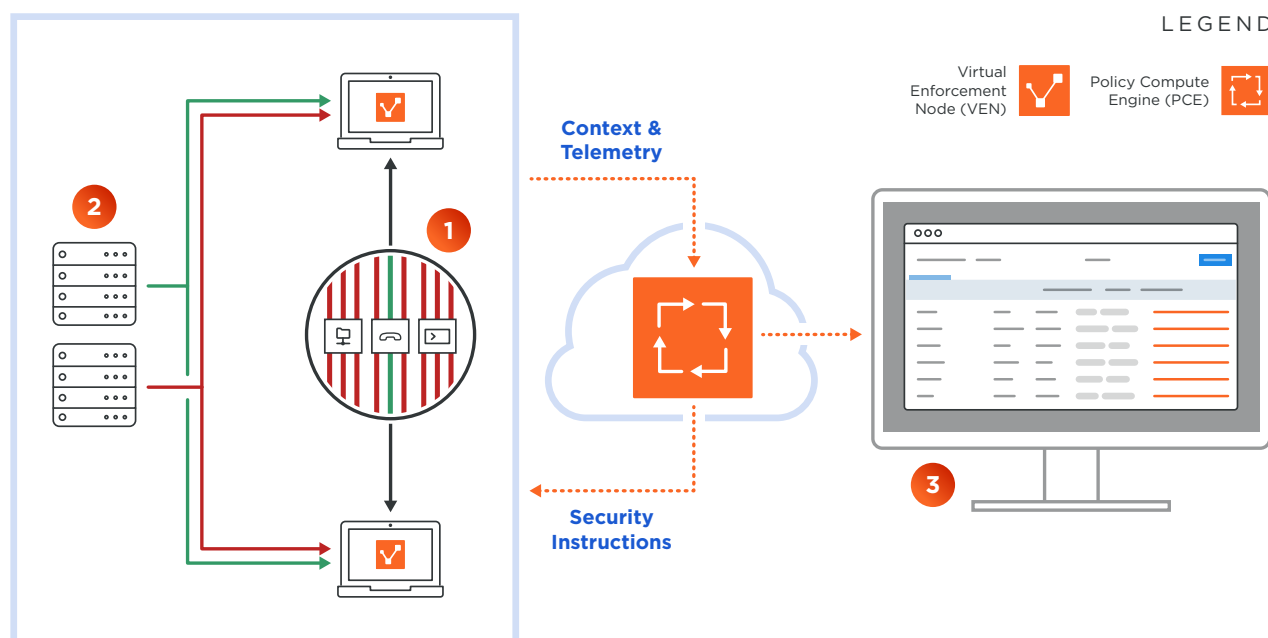 LEGEND
Virtual
Enforcement
Node (VEN)
Policy Compute
Engine (PCE)
Context &
Telemetry
2
1
3
Security
Instructions